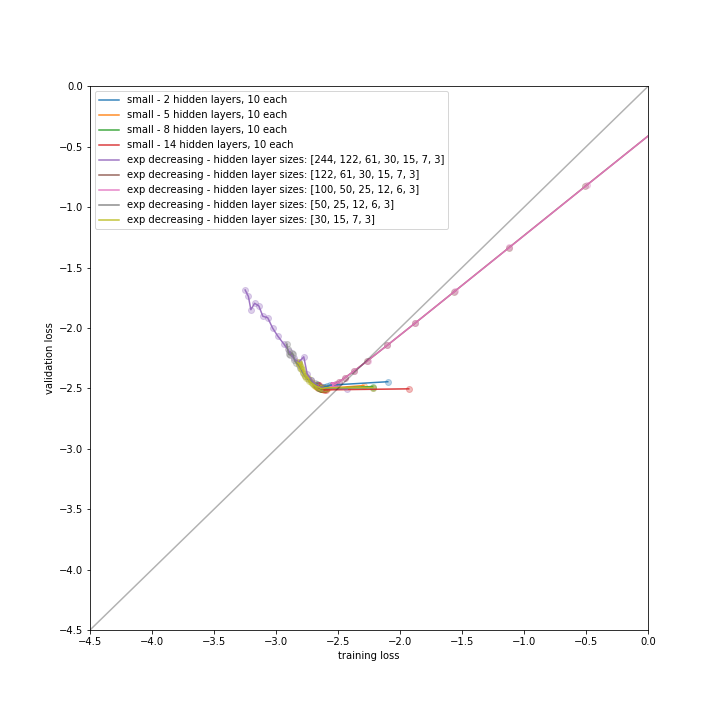 0.0
−0.5
−1.0
−1.5
−2.0
−2.5
−3.0
−3.5
−4.0
−4.5
validation loss
small - 2 hidden layers, 10 each
small - 5 hidden layers, 10 each
small - 8 hidden layers, 10 each
small - 14 hidden layers, 10 each
exp decreasing - hidden layer sizes: [244, 122, 61, 30, 15, 7, 3]
exp decreasing - hidden layer sizes: [122, 61, 30, 15, 7, 3]
exp decreasing - hidden layer sizes: [100, 50, 25, 12, 6, 3]
exp decreasing - hidden layer sizes: [50, 25, 12, 6, 3]
exp decreasing - hidden layer sizes: [30, 15, 7, 3]
−4.5 −4.0 −3.5 −3.0 −2.5 −2.0 −1.5 −1.0 −0.5 0.0
training loss